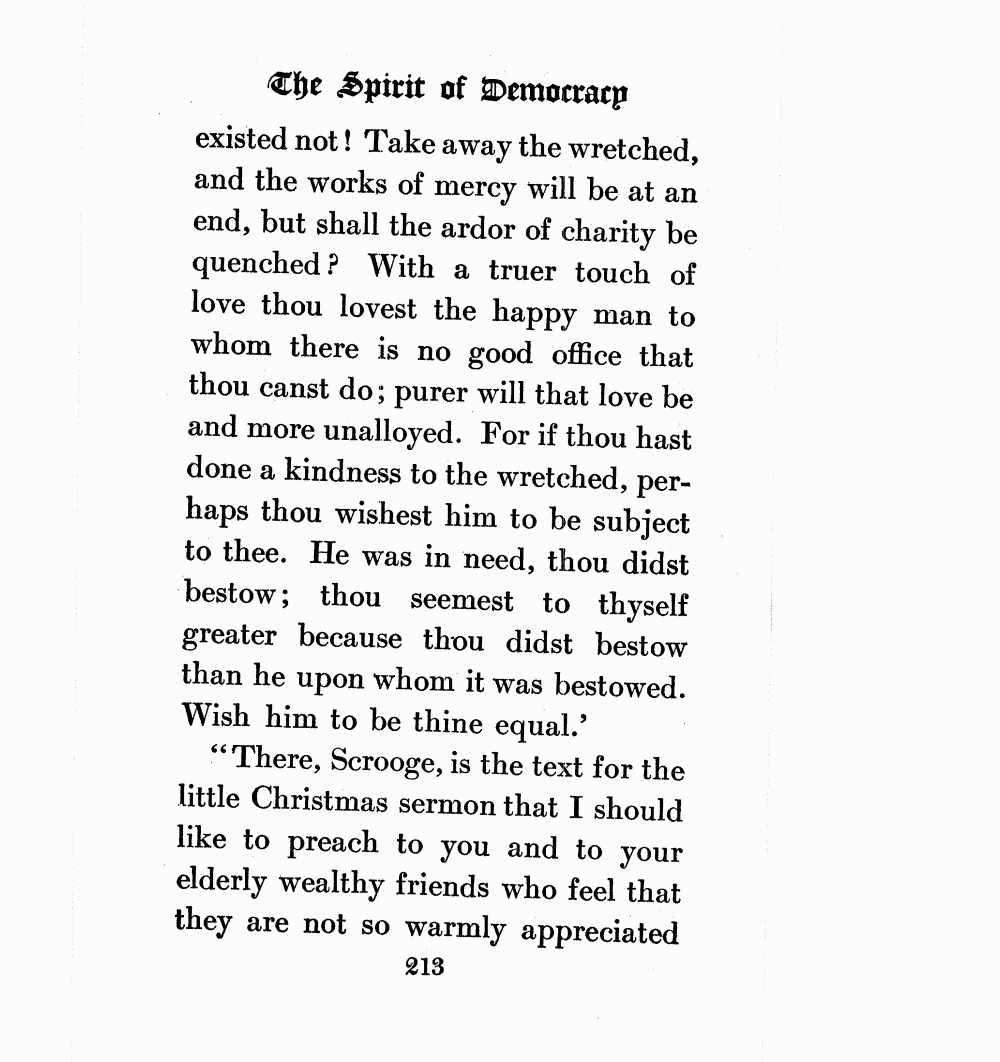 The Spirit of Democracy
existed not! Take away the wretched,
and the works of mercy will be at an
end, but shall the ardor of charity be
quenched? With a truer touch of
love thou lovest the happy man to
whom there is no good office that
thou canst do; purer will that love be
and more unalloyed. For if thou hast
done a kindness to the wretched, per-
haps thou wishest him to be subject
to thee. He was in need, thou didst
bestow; thou seemest to thyself
greater because thou didst bestow
than he upon whom it was bestowed.
Wish him to be thine equal.’
“There, Scrooge, is the text for the
little Christmas sermon that I should
like to preach to you and to your
elderly wealthy friends who feel that
they are not so warmly appreciated
213